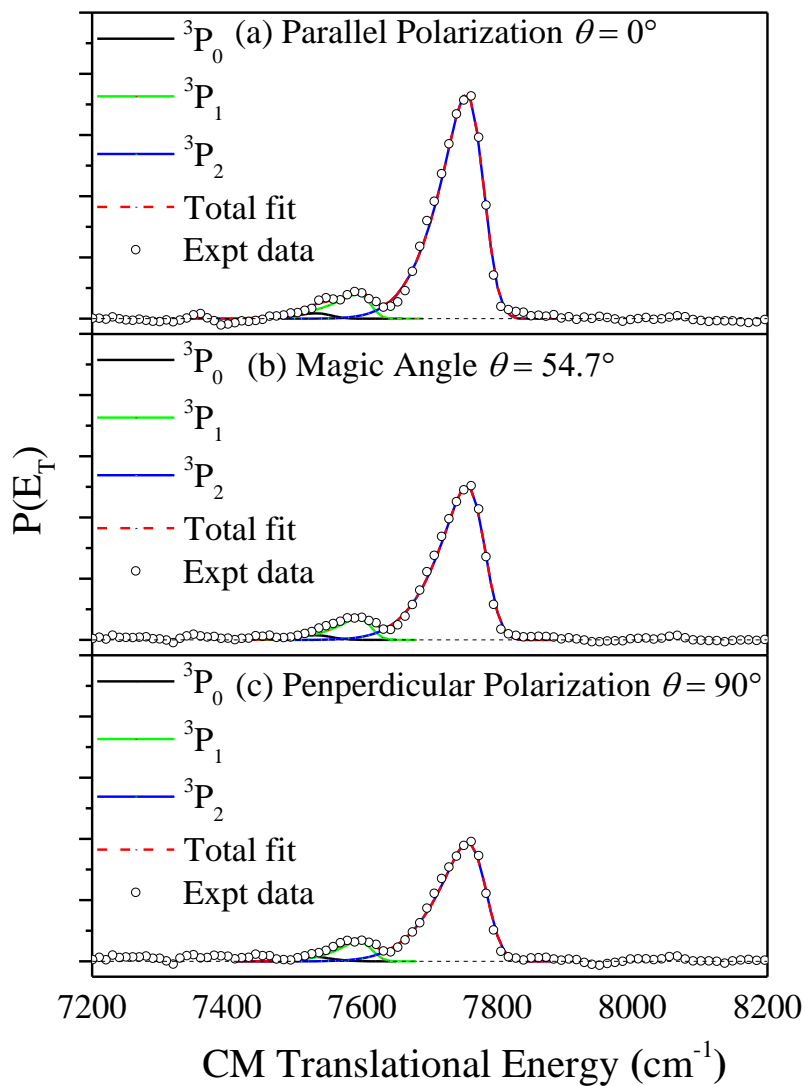 ³P₀ (a) Parallel Polarization θ = 0°
³P₁
³P₂
Total fit
Expt data
³P₀ (b) Magic Angle θ = 54.7°
³P₁
³P₂
Total fit
Expt data
³P₀ (c) Penperdicular Polarization θ = 90°
³P₁
³P₂
Total fit
Expt data
P(E_T)
7200 7400 7600 7800 8000 8200
CM Translational Energy (cm⁻¹)